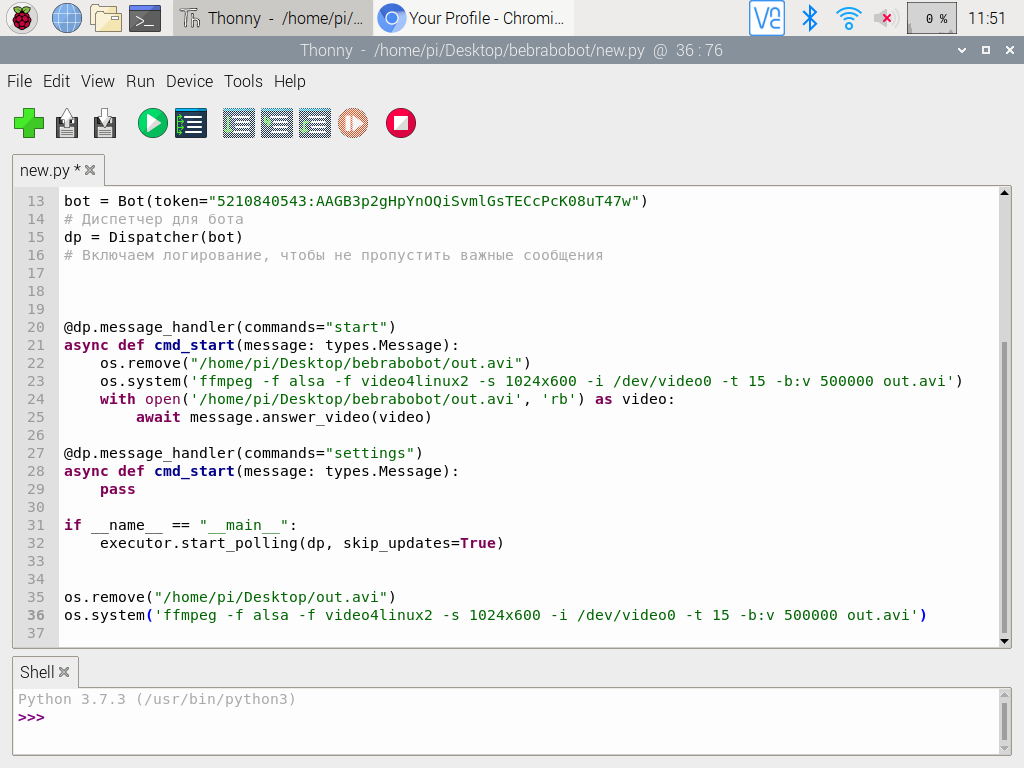 Thonny - /home/pi/...
Your Profile - Chromi...
0 %
11:51
Thonny - /home/pi/Desktop/bebrabobot/new.py @ 36 : 76
File Edit View Run Device Tools Help
new.py *
13 bot = Bot(token="5210840543:AAGB3p2gHpYnOQiSvmlGsTECcPcK08uT47w")
14 # Диспетчер для бота
15 dp = Dispatcher(bot)
16 # Включаем логирование, чтобы не пропустить важные сообщения
17
18
19
20 @dp.message_handler(commands="start")
21 async def cmd_start(message: types.Message):
22     os.remove("/home/pi/Desktop/bebrabobot/out.avi")
23     os.system('ffmpeg -f alsa -f video4linux2 -s 1024x600 -i /dev/video0 -t 15 -b:v 500000 out.avi')
24     with open('/home/pi/Desktop/bebrabobot/out.avi', 'rb') as video:
25         await message.answer_video(video)
26
27 @dp.message_handler(commands="settings")
28 async def cmd_start(message: types.Message):
29     pass
30
31 if __name__ == "__main__":
32     executor.start_polling(dp, skip_updates=True)
33
34
35 os.remove("/home/pi/Desktop/out.avi")
36 os.system('ffmpeg -f alsa -f video4linux2 -s 1024x600 -i /dev/video0 -t 15 -b:v 500000 out.avi')
37
Shell
Python 3.7.3 (/usr/bin/python3)
>>>